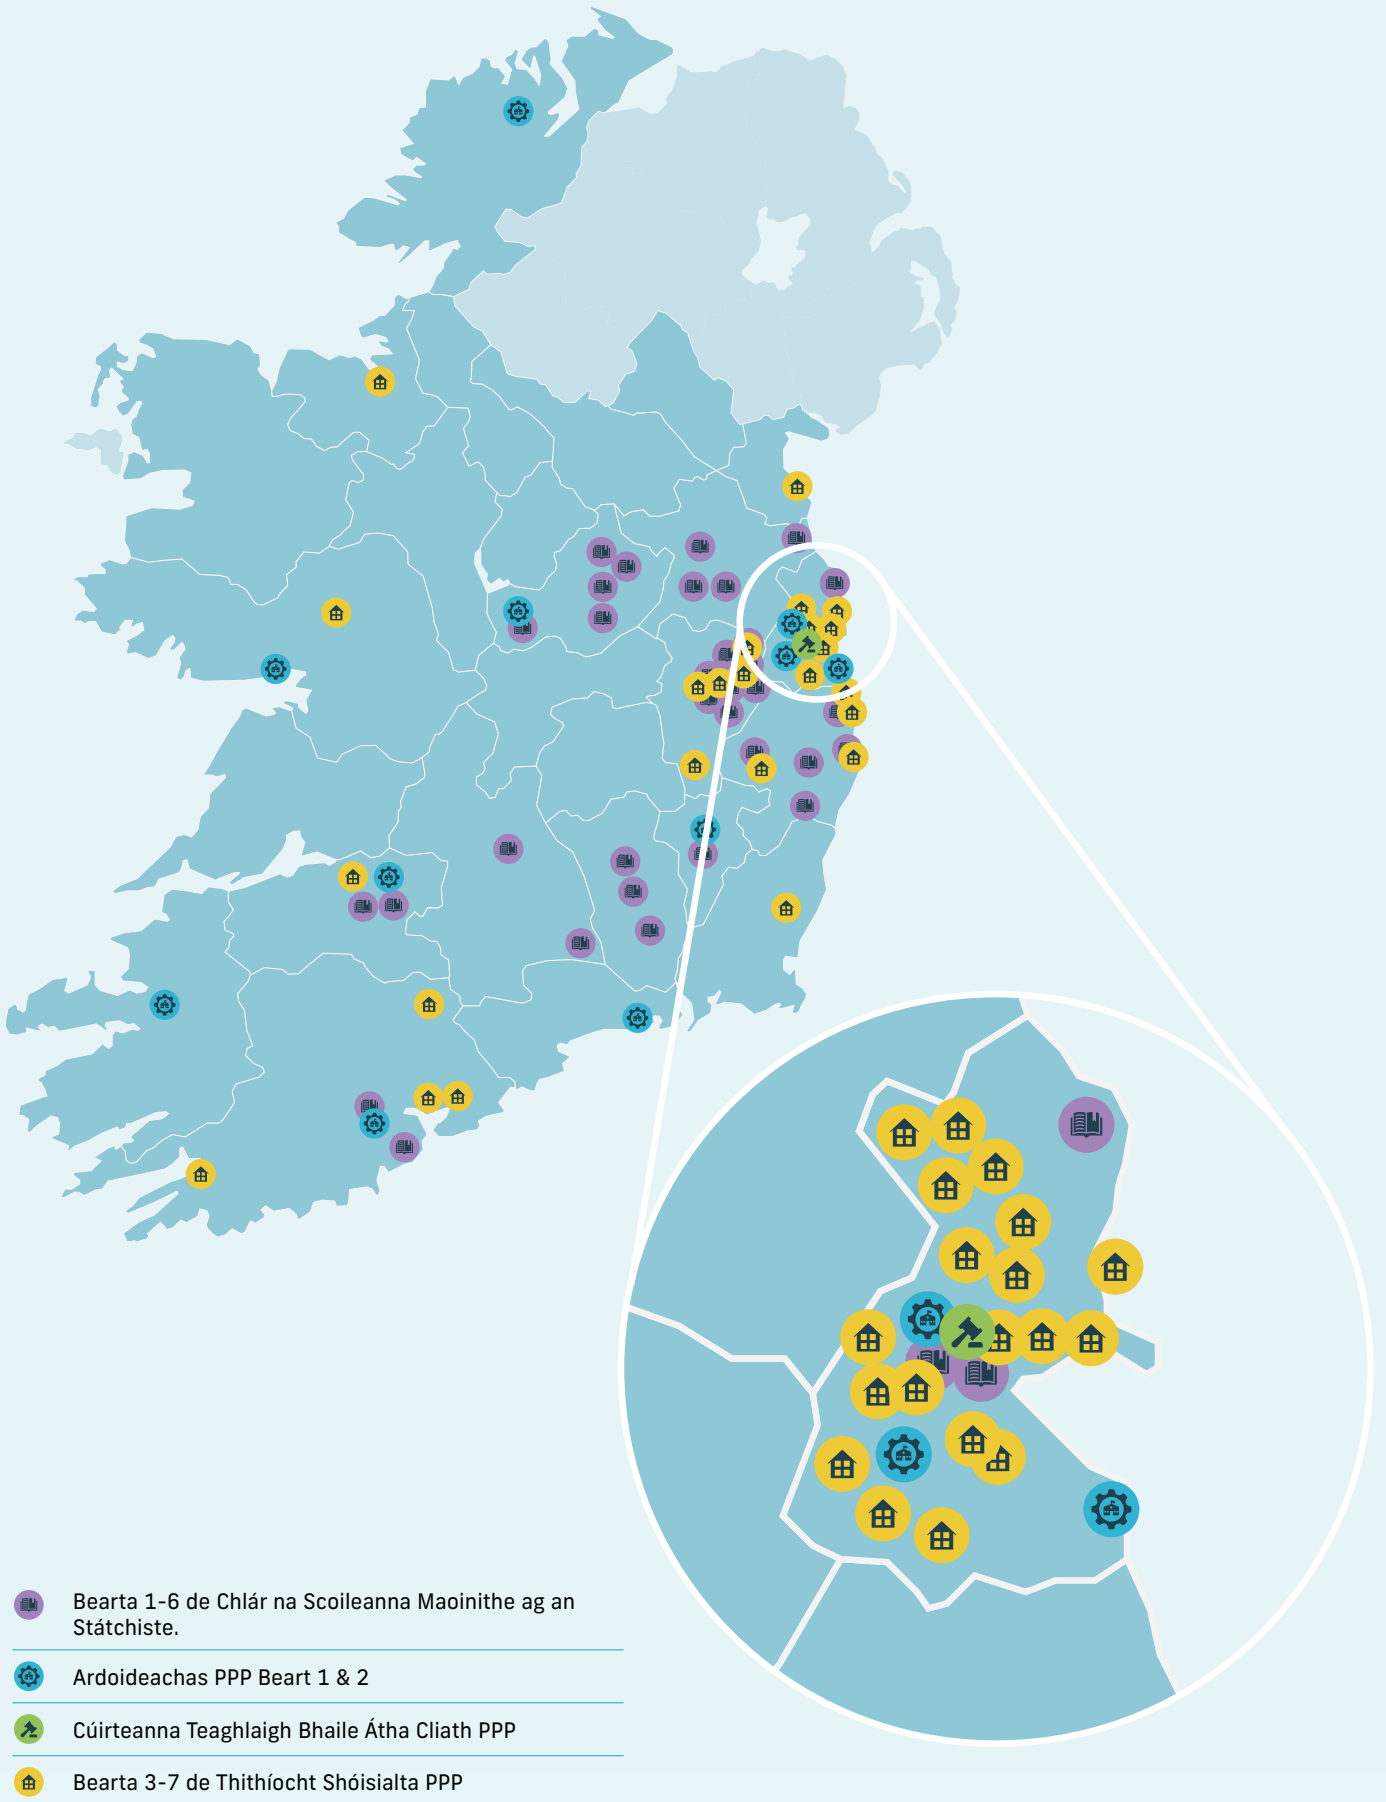 Bearta 1-6 de Chlár na Scoileanna Maoinithe ag an
Státchiste.
Ardoideachas PPP Beart 1 & 2
Cúirteanna Teaghlaigh Bhaile Átha Cliath PPP
Bearta 3-7 de Thithíocht Shóisialta PPP